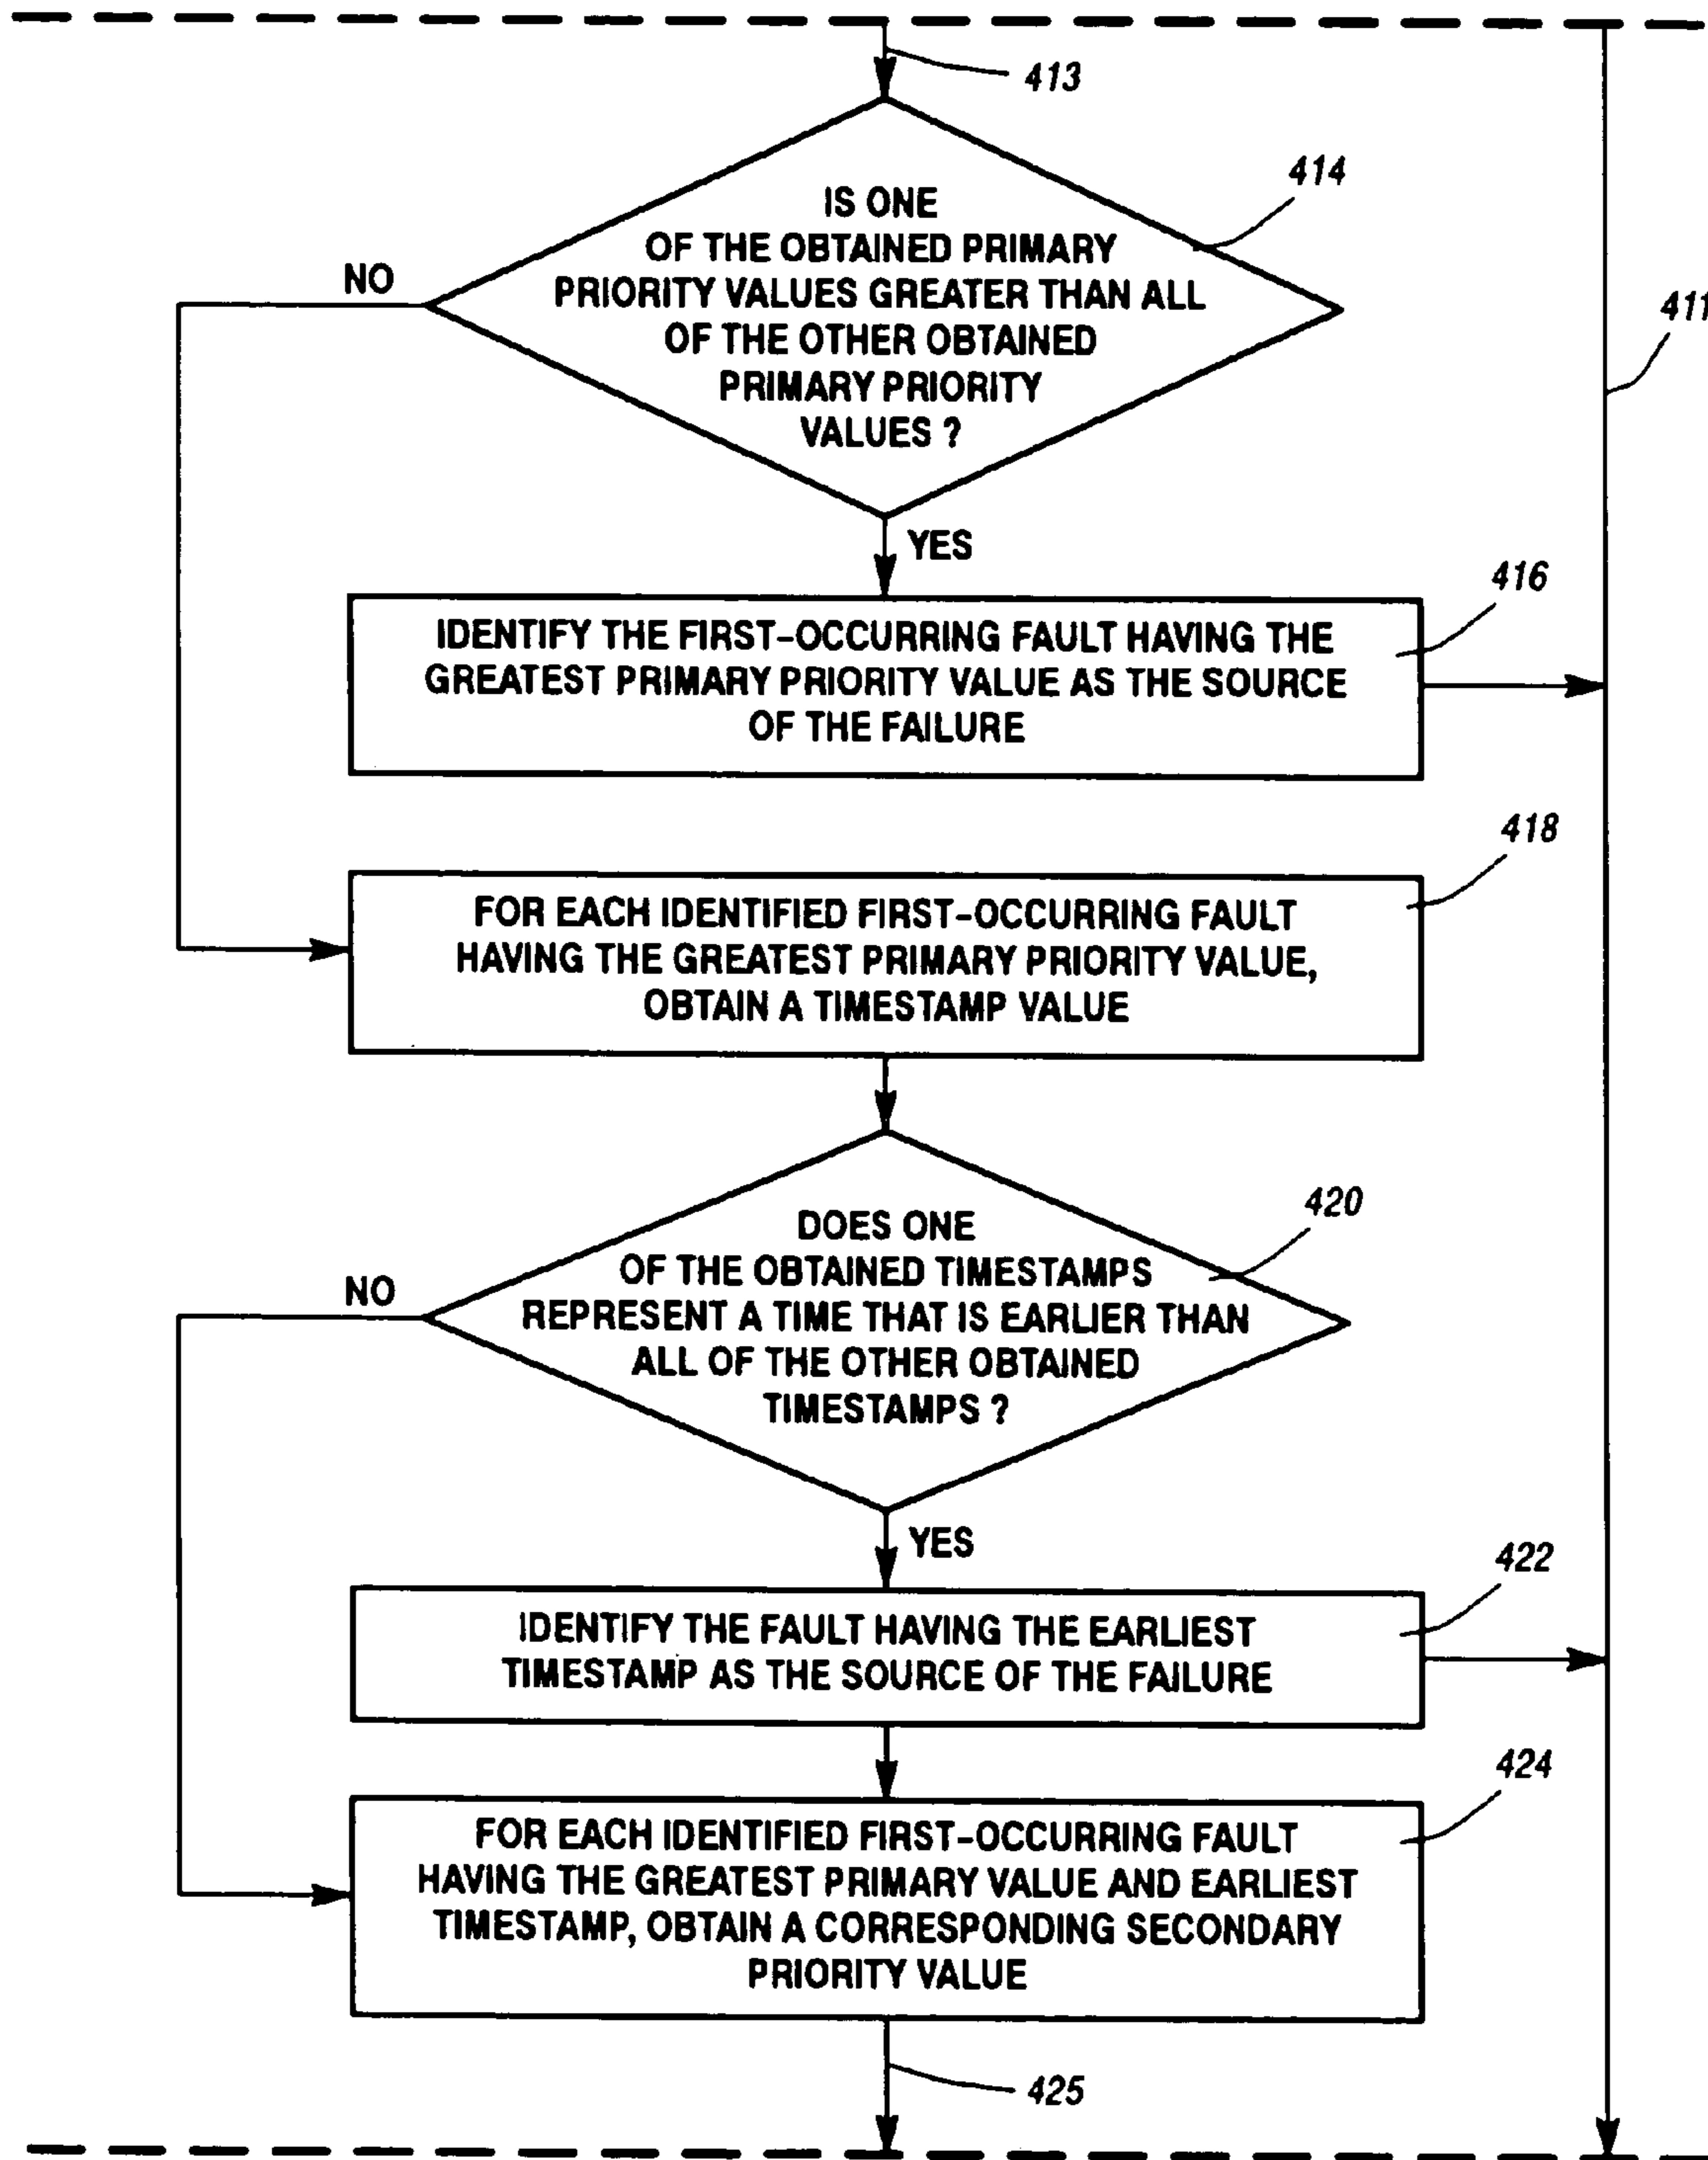 413
414
IS ONE
OF THE OBTAINED PRIMARY
PRIORITY VALUES GREATER THAN ALL
OF THE OTHER OBTAINED
PRIMARY PRIORITY
VALUES ?
NO
411
YES
416
IDENTIFY THE FIRST-OCCURRING FAULT HAVING THE
GREATEST PRIMARY PRIORITY VALUE AS THE SOURCE
OF THE FAILURE
418
FOR EACH IDENTIFIED FIRST-OCCURRING FAULT
HAVING THE GREATEST PRIMARY PRIORITY VALUE,
OBTAIN A TIMESTAMP VALUE
420
DOES ONE
OF THE OBTAINED TIMESTAMPS
REPRESENT A TIME THAT IS EARLIER THAN
ALL OF THE OTHER OBTAINED
TIMESTAMPS ?
NO
YES
422
IDENTIFY THE FAULT HAVING THE EARLIEST
TIMESTAMP AS THE SOURCE OF THE FAILURE
424
FOR EACH IDENTIFIED FIRST-OCCURRING FAULT
HAVING THE GREATEST PRIMARY VALUE AND EARLIEST
TIMESTAMP, OBTAIN A CORRESPONDING SECONDARY
PRIORITY VALUE
425